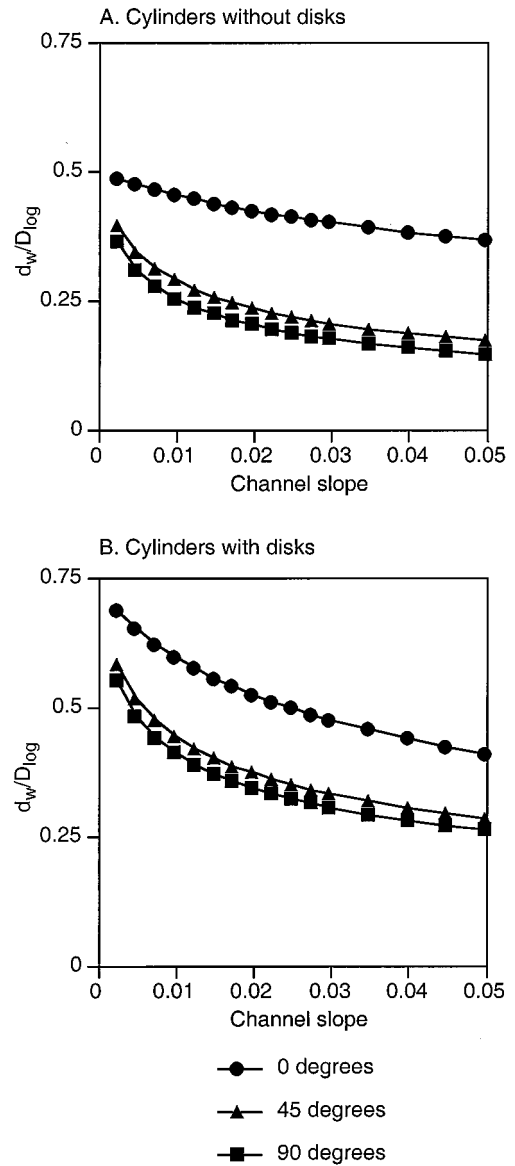 A. Cylinders without disks
0.75
0.5
0.25
0
dw/Dlog
0 0.01 0.02 0.03 0.04 0.05
Channel slope
B. Cylinders with disks
0.75
0.5
0.25
0
dw/Dlog
0 0.01 0.02 0.03 0.04 0.05
Channel slope
0 degrees
45 degrees
90 degrees